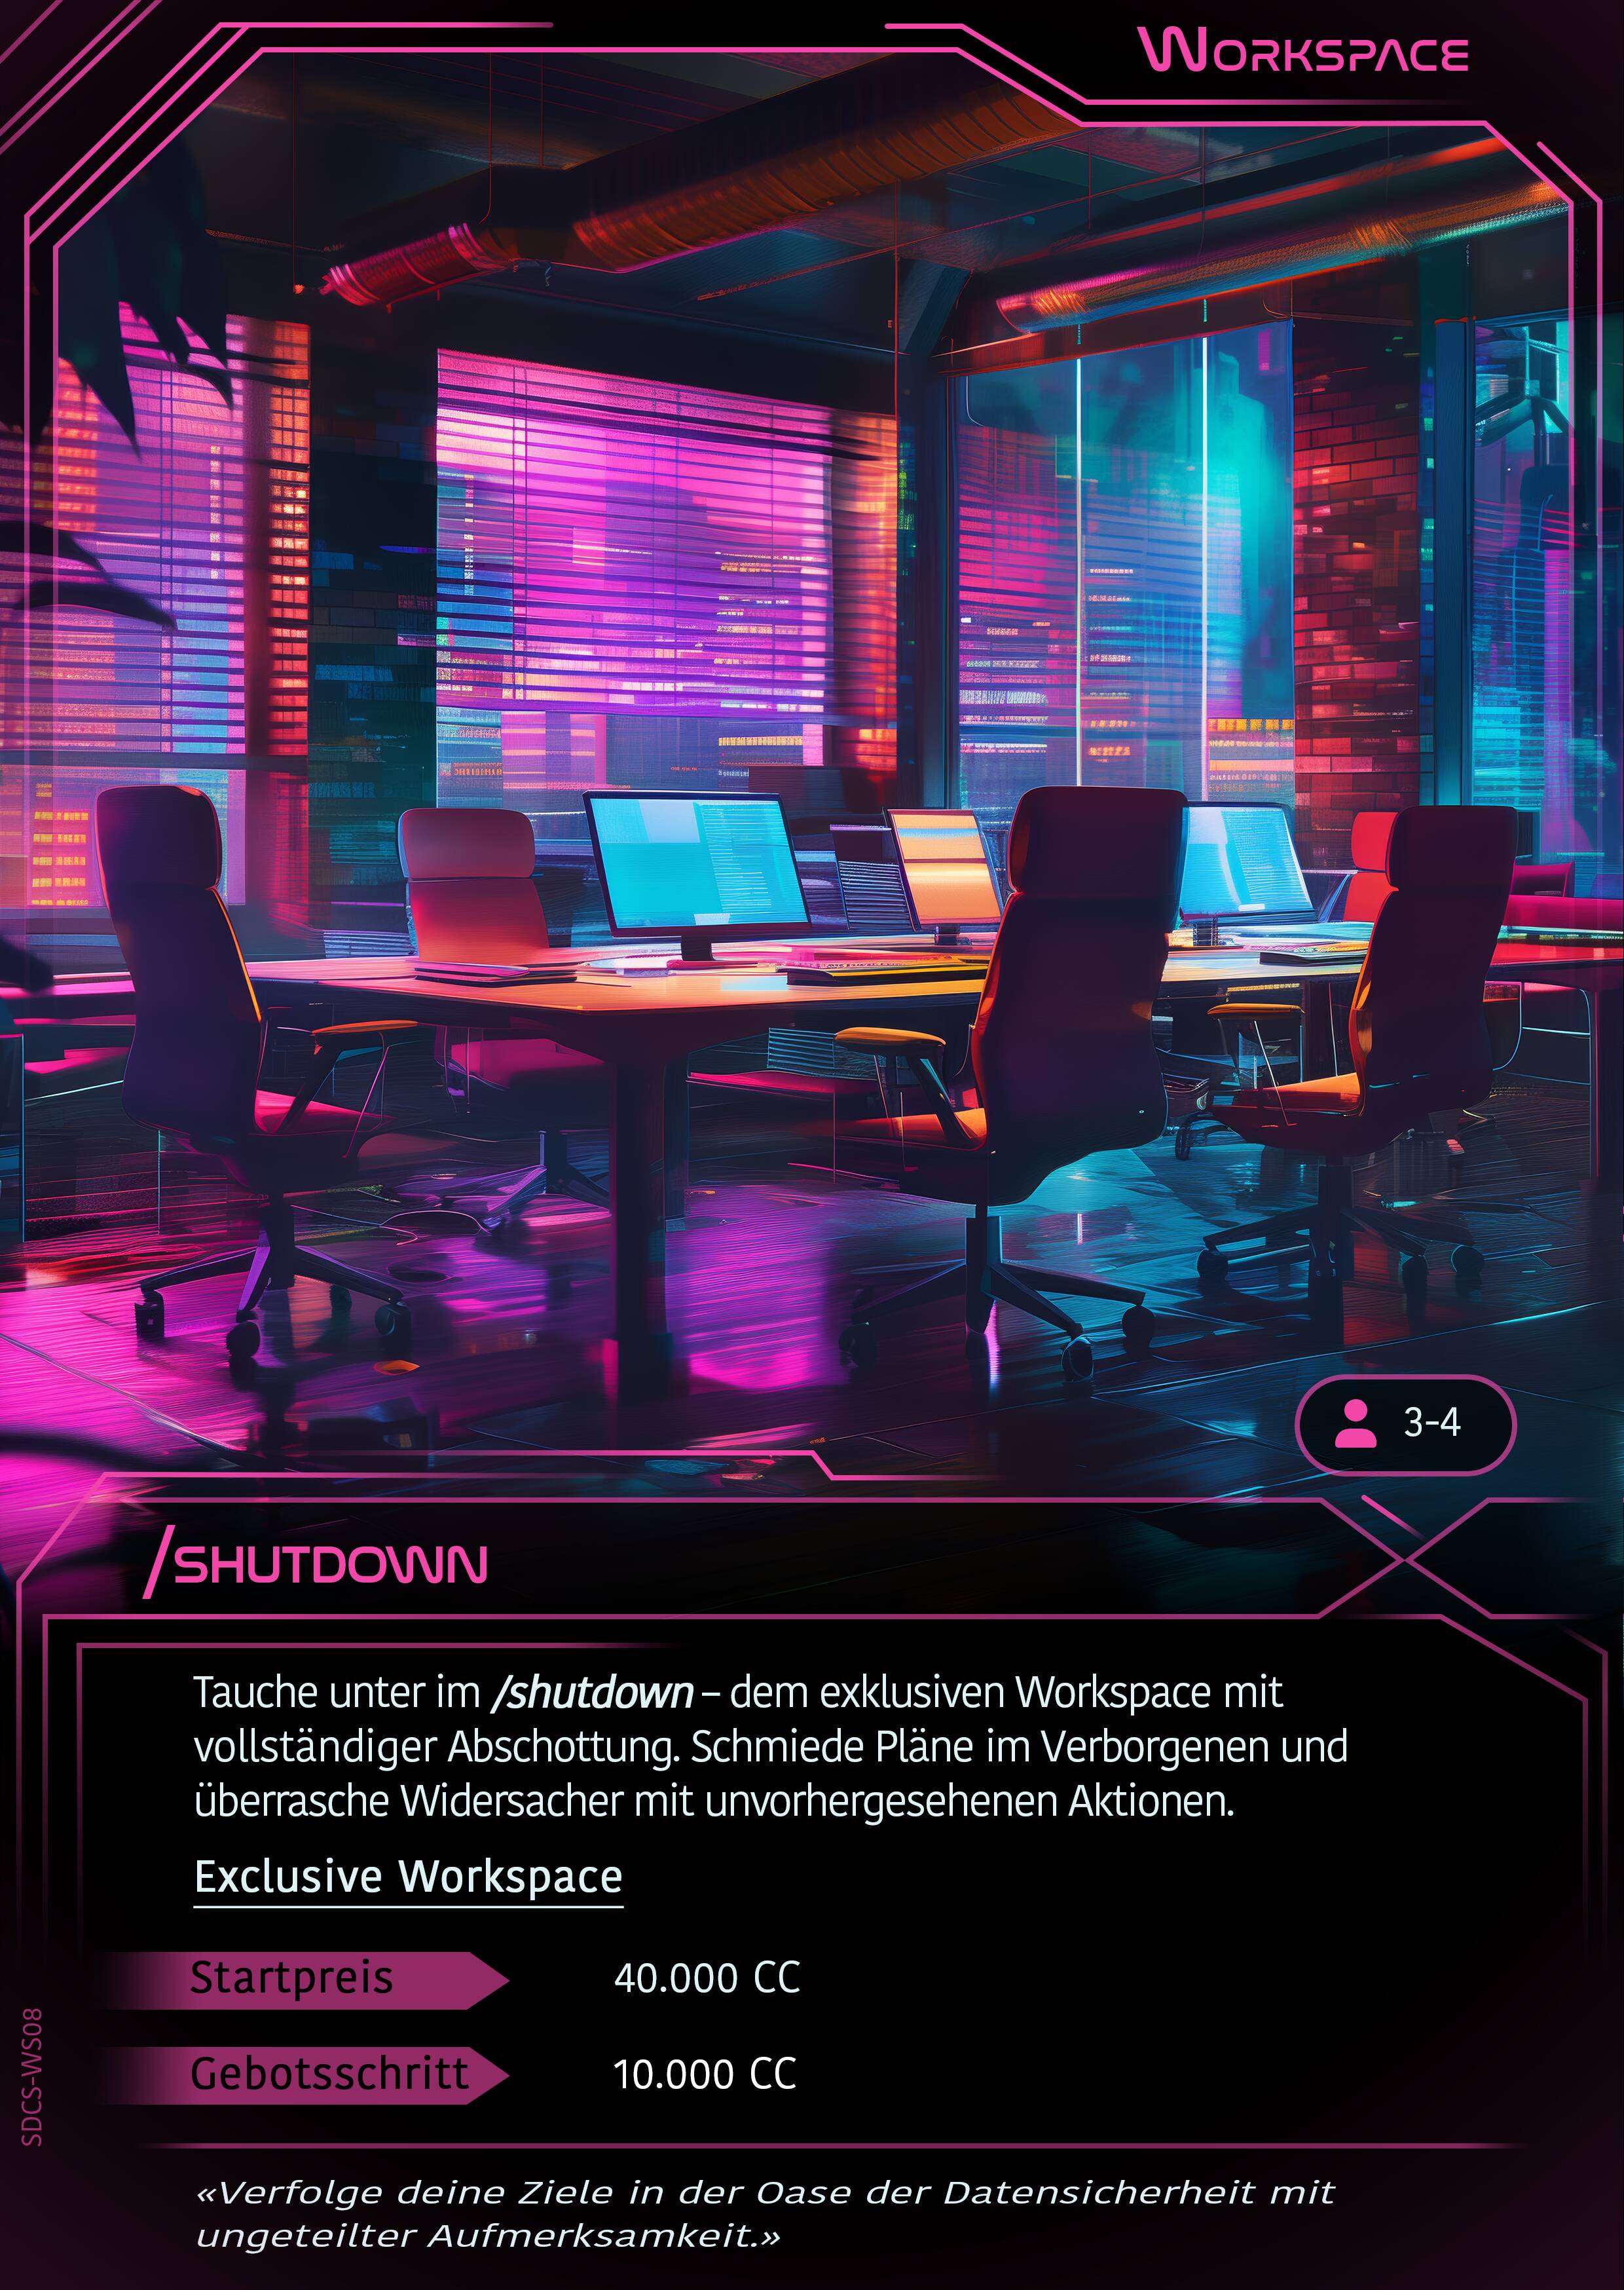 WORKSPACE
3-4
/SHUTDOWN
Tauche unter im /shutdown – dem exklusiven Workspace mit
vollständiger Abschottung. Schmiede Pläne im Verborgenen und
überrasche Widersacher mit unvorhergesehenen Aktionen.
Exclusive Workspace
Startpreis 40.000 CC
Gebotsschritt 10.000 CC
SDCS-WS08
«Verfolge deine Ziele in der Oase der Datensicherheit mit
ungeteilter Aufmerksamkeit.»